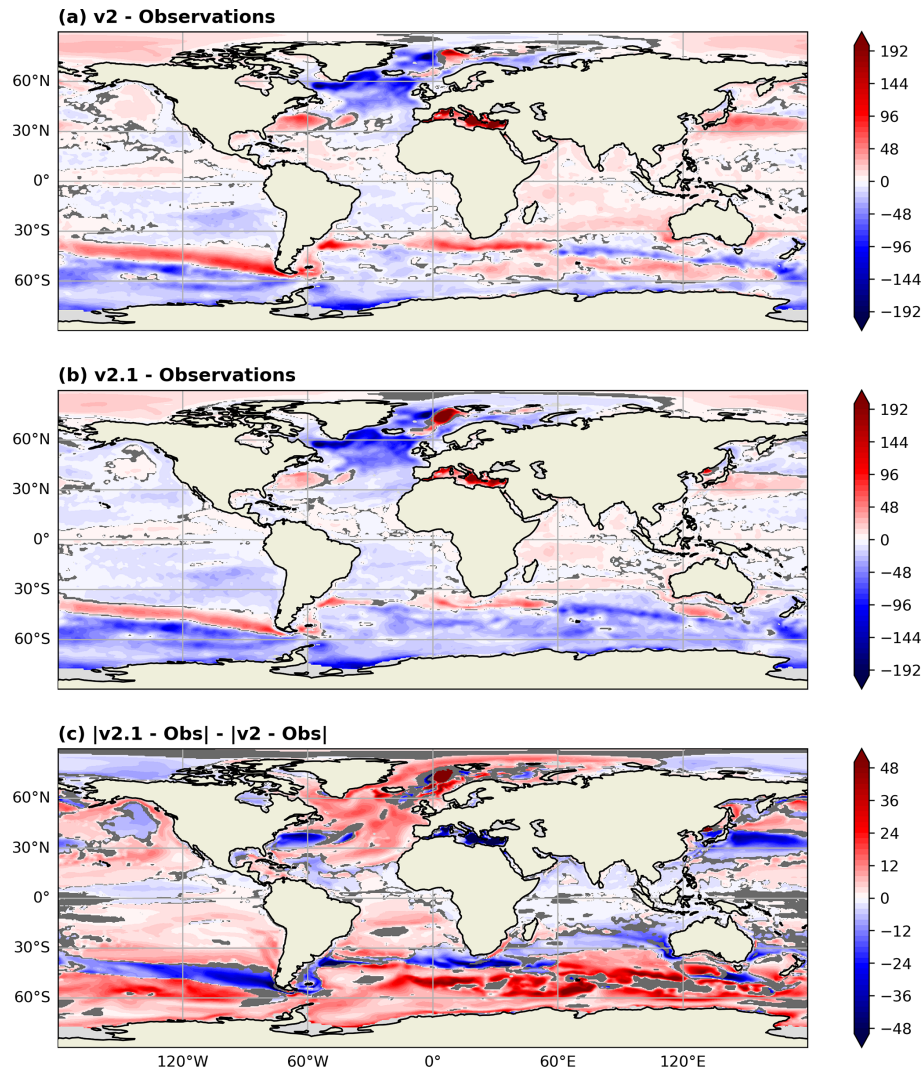 (a) v2 - Observations
60°N
30°N
0°
30°S
60°S
192
144
96
48
0
−48
−96
−144
−192
(b) v2.1 - Observations
60°N
30°N
0°
30°S
60°S
192
144
96
48
0
−48
−96
−144
−192
(c) |v2.1 - Obs| - |v2 - Obs|
60°N
30°N
0°
30°S
60°S
120°W
60°W
0°
60°E
120°E
48
36
24
12
0
−12
−24
−36
−48